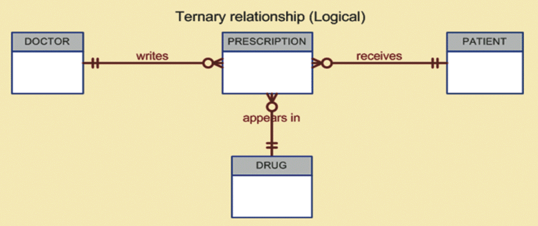 Ternary relationship (Logical)
DOCTOR
PRESCRIPTION
PATIENT
writes
receives
appears in
DRUG